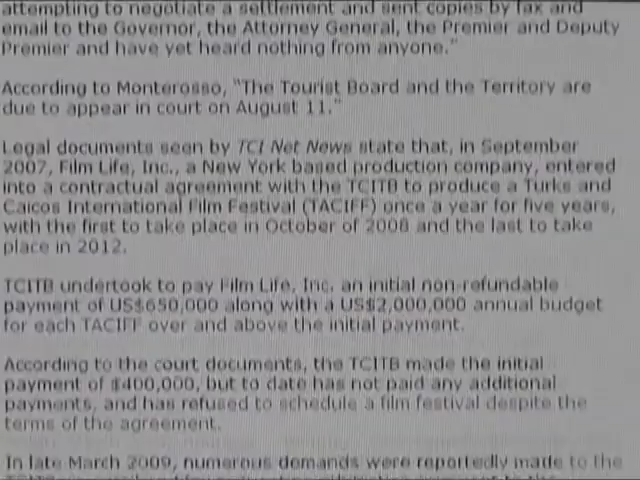 attempting to negotiate a settlement and sent copies by fax and
email to the Governor, the Attorney General, the Premier and Deputy
Premier and have yet heard nothing from anyone."
According to Monterosso, "The Tourist Board and the Territory are
due to appear in court on August 11."
Legal documents seen by TCI Net News state that, in September
2007, Film Life, Inc., a New York based production company, entered
into a contractual agreement with the TCITB to produce a Turks and
Caicos International Film Festival (TACIFF) once a year for five years,
with the first to take place in October of 2008 and the last to take
place in 2012.
TCITB undertook to pay Film Life, Inc. an initial non-refundable
payment of US$650,000 along with a US$2,000,000 annual budget
for each TACIFF over and above the initial payment.
According to the court documents, the TCITB made the initial
payment of $400,000, but to date has not paid any additional
payments, and has refused to schedule a film festival despite the
terms of the agreement.
In late March 2009, numerous demands were reportedly made to the